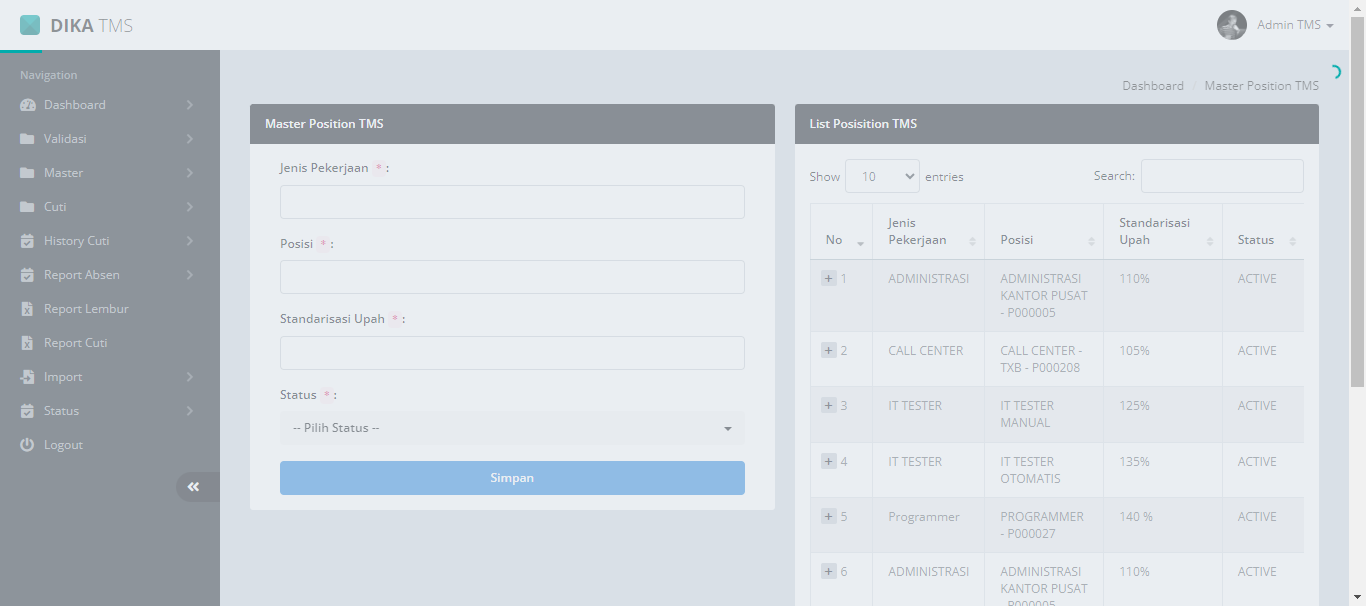 DIKA TMS
Admin TMS
Navigation
Dashboard
Validasi
Master
Cuti
History Cuti
Report Absen
Report Lembur
Report Cuti
Import
Status
Logout
Dashboard / Master Position TMS
Master Position TMS
Jenis Pekerjaan * :
Posisi * :
Standarisasi Upah * :
Status * :
-- Pilih Status --
Simpan
List Posisition TMS
Show 10 entries
Search:
No
Jenis
Pekerjaan
Posisi
Standarisasi
Upah
Status
1
ADMINISTRASI
ADMINISTRASI
KANTOR PUSAT
- P000005
110%
ACTIVE
2
CALL CENTER
CALL CENTER -
TXB - P000208
105%
ACTIVE
3
IT TESTER
IT TESTER
MANUAL
125%
ACTIVE
4
IT TESTER
IT TESTER
OTOMATIS
135%
ACTIVE
5
Programmer
PROGRAMMER
- P000027
140 %
ACTIVE
6
ADMINISTRASI
ADMINISTRASI
KANTOR PUSAT
- P000005
110%
ACTIVE